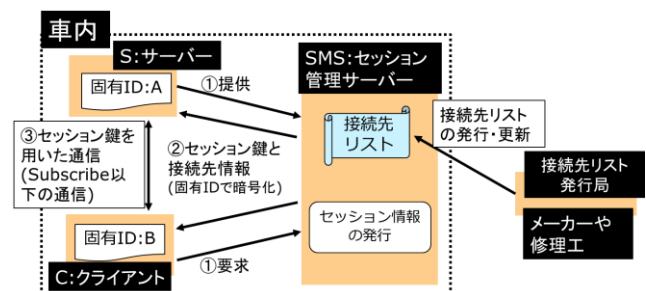 車内
S:サーバー
固有ID:A
①提供
SMS:セッション
管理サーバー
接続先
リスト
接続先リスト
の発行・更新
③セッション鍵を
用いた通信
(Subscribe以
下の通信)
②セッション鍵と
接続先情報
(固有IDで暗号化)
接続先リスト
発行局
メーカーや
修理工
セッション情報
の発行
固有ID:B
①要求
C:クライアント